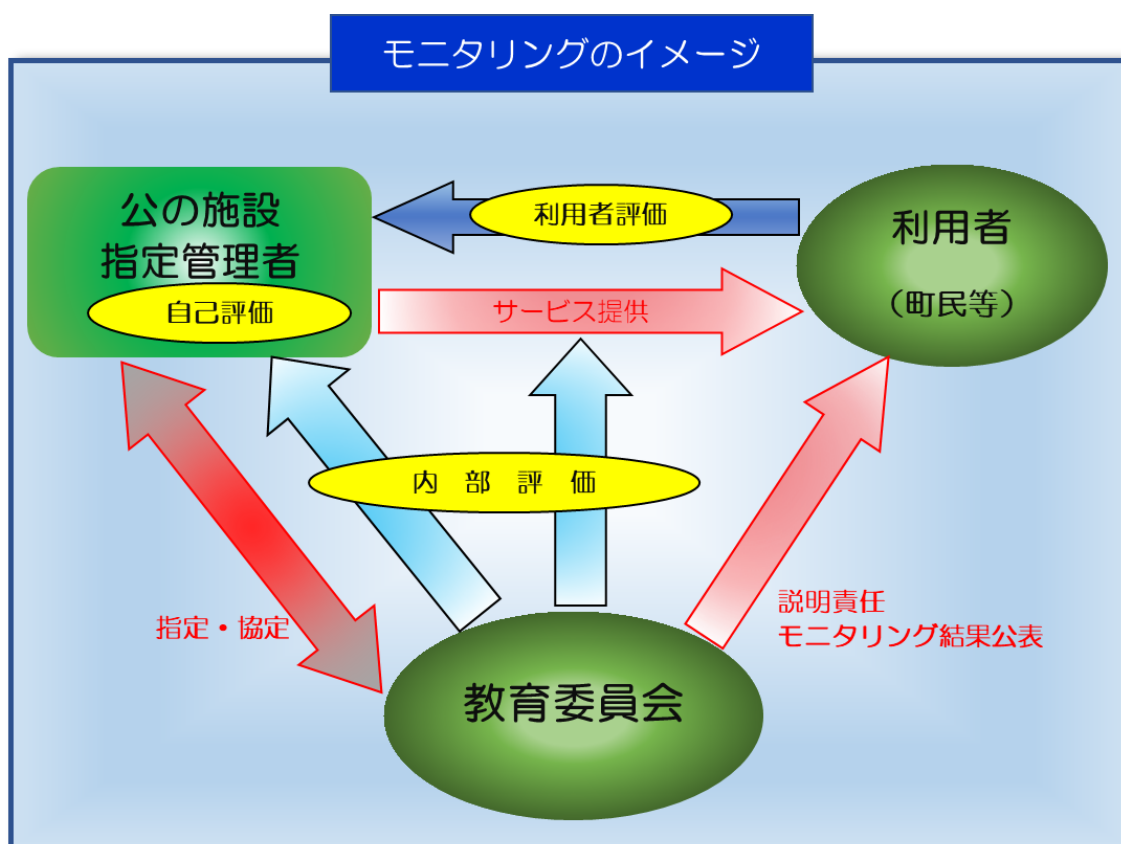 モニタリングのイメージ
公の施設
指定管理者
自己評価
利用者評価
サービス提供
利用者
（町民等）
内 部 評 価
指定・協定
説明責任
モニタリング結果公表
教育委員会